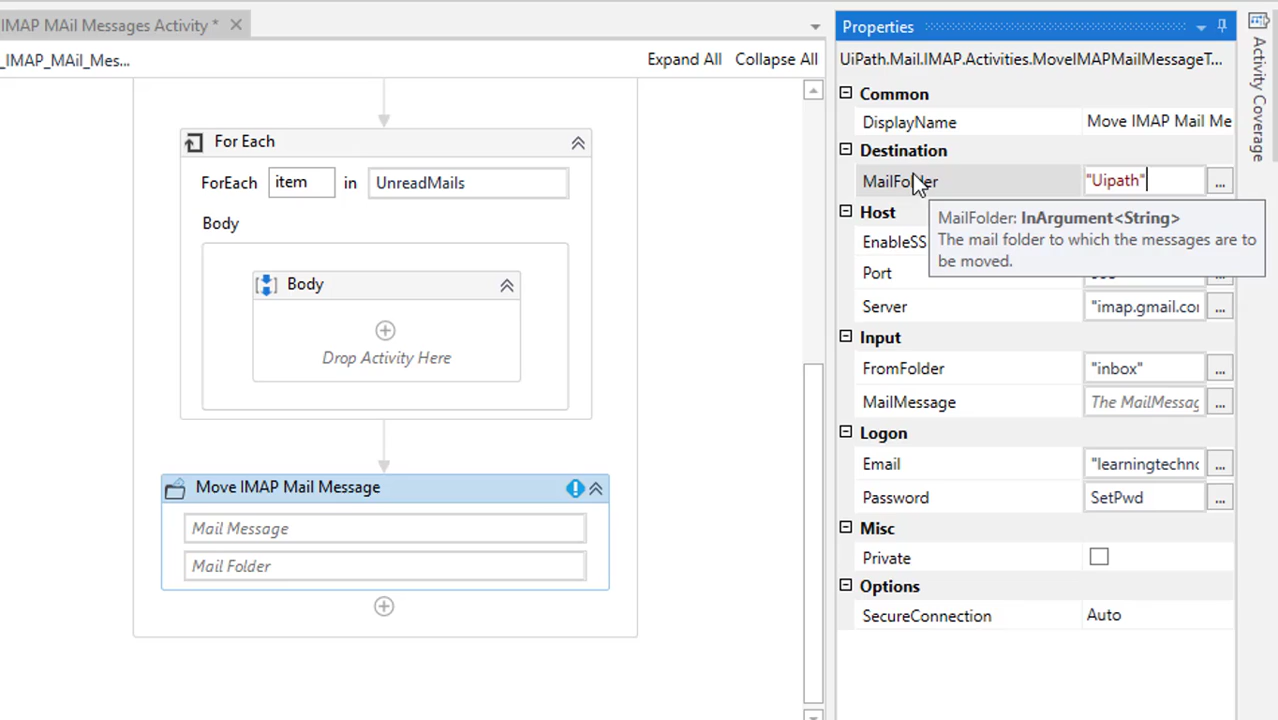 IMAP MAil Messages Activity *
_IMAP_MAil_Mes...
Expand All
Collapse All
For Each
ForEach item in UnreadMails
Body
Body
Drop Activity Here
Move IMAP Mail Message
Mail Message
Mail Folder
Properties
UiPath.Mail.IMAP.Activities.MoveIMAPMailMessageT...
Common
DisplayName Move IMAP Mail Me
Destination
MailFolder "Uipath" ...
MailFolder: InArgument<String>
The mail folder to which the messages are to
be moved.
Host
EnableSS
Port
Server "imap.gmail.co ...
Input
FromFolder "inbox" ...
MailMessage The MailMessag ...
Logon
Email "learningtechno ...
Password SetPwd ...
Misc
Private
Options
SecureConnection Auto
Activity Coverage